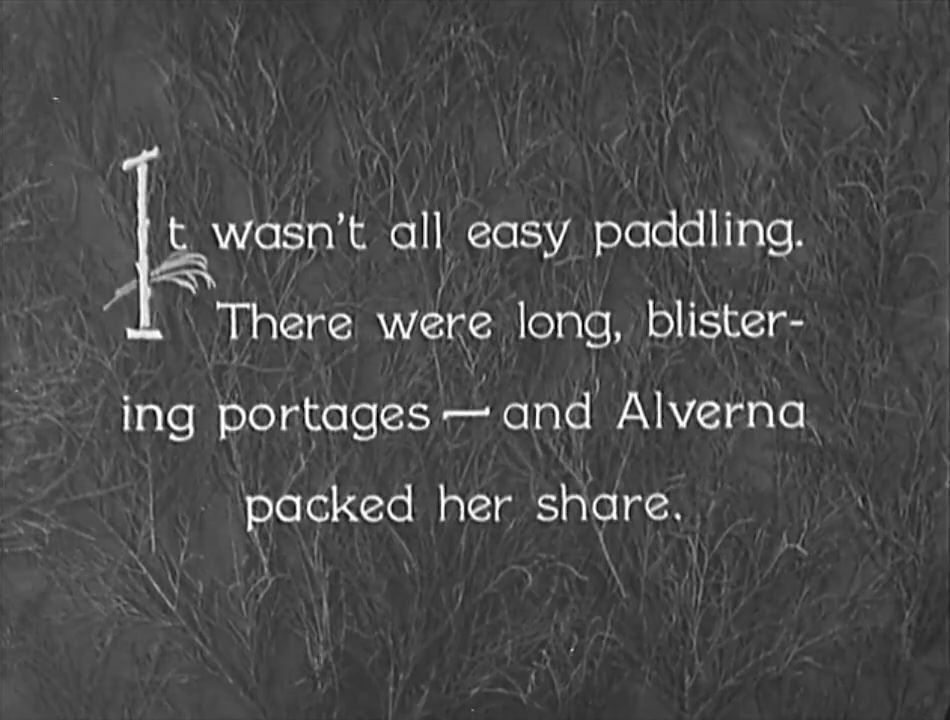 It wasn't all easy paddling.
There were long, blister-
ing portages — and Alverna
packed her share.